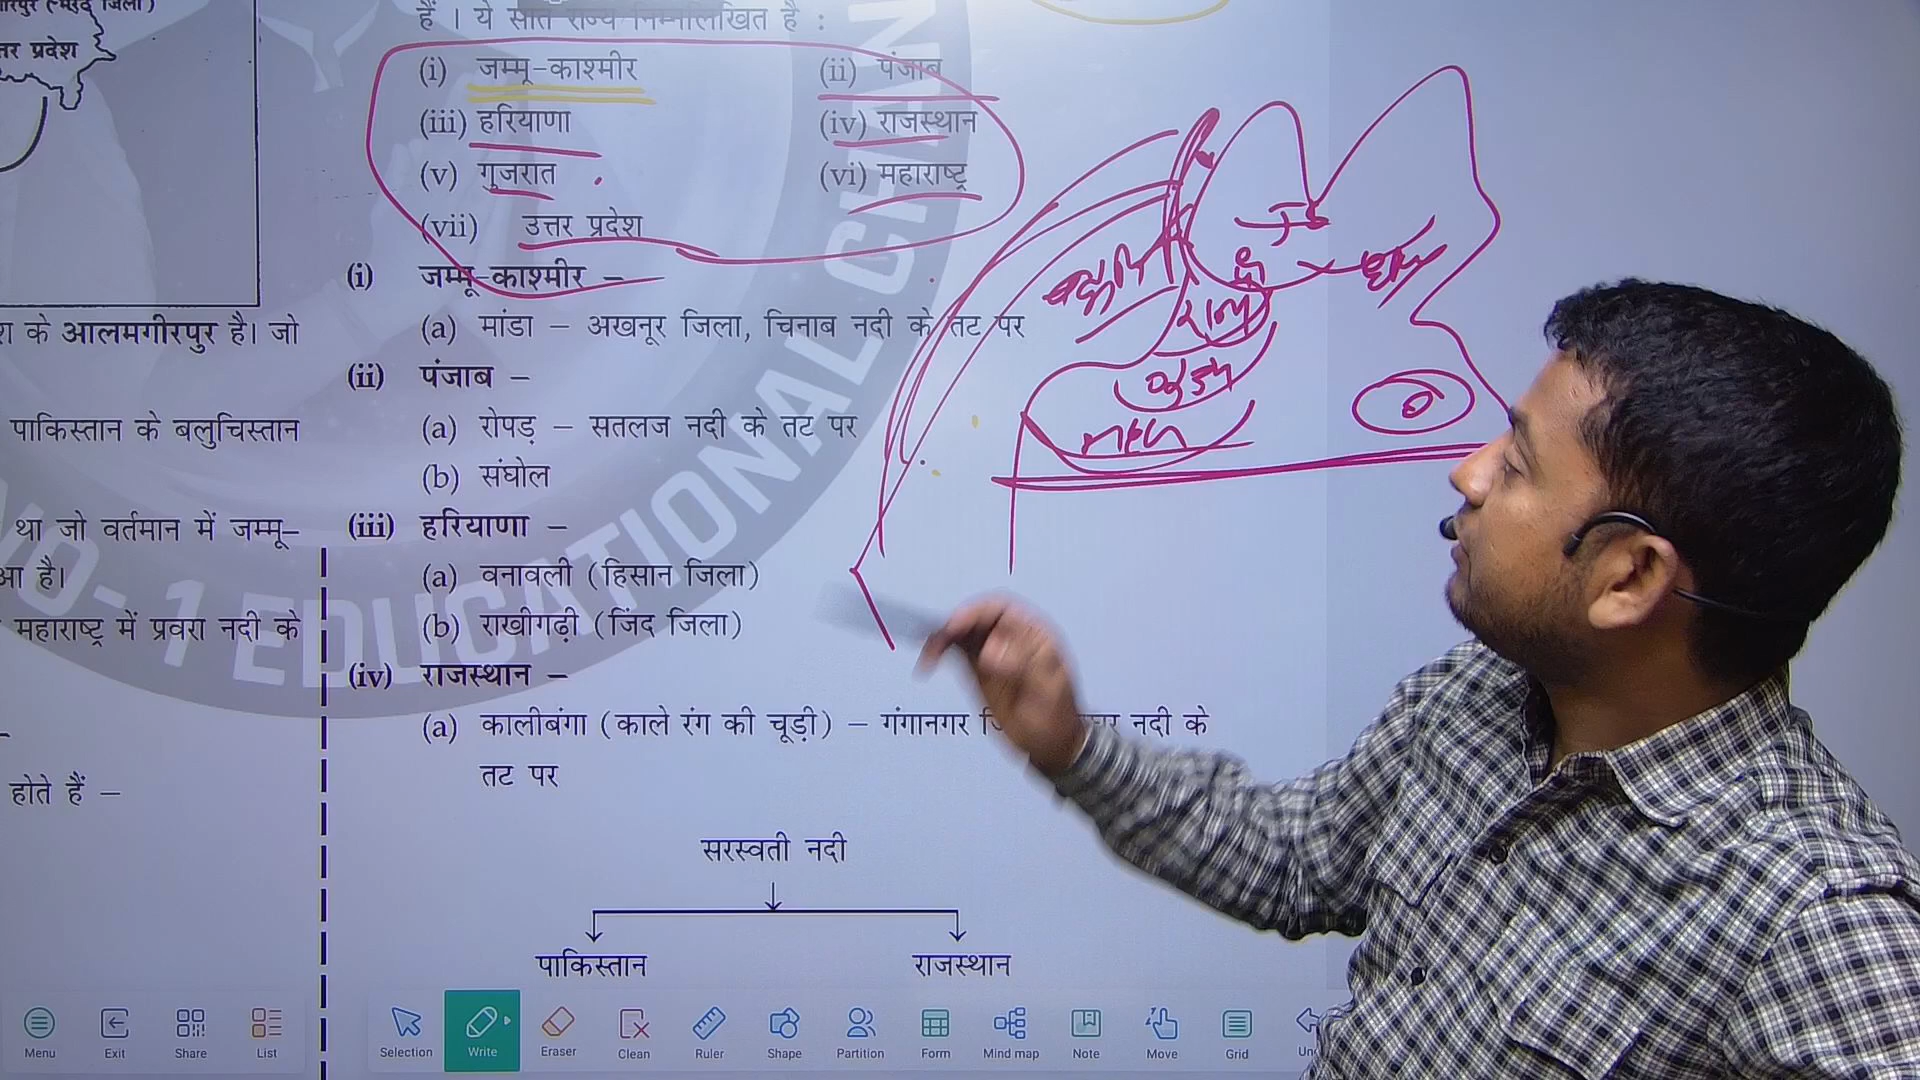 तर प्रदेश
श के आलमगीरपुर है। जो
पाकिस्तान के बलुचिस्तान
था जो वर्तमान में जम्मू–
आ है।
महाराष्ट्र में प्रवरा नदी के
होते हैं –
हैं । ये सात राज्य निम्नलिखित है :
(i) जम्मू-काश्मीर (ii) पंजाब
(iii) हरियाणा (iv) राजस्थान
(v) गुजरात (vi) महाराष्ट्र
(vii) उत्तर प्रदेश
(i) जम्मू-काश्मीर –
(a) मांडा – अखनूर जिला, चिनाब नदी के तट पर
(ii) पंजाब –
(a) रोपड़ – सतलज नदी के तट पर
(b) संघोल
(iii) हरियाणा –
(a) वनावली (हिसान जिला)
(b) राखीगढ़ी (जिंद जिला)
(iv) राजस्थान –
(a) कालीबंगा (काले रंग की चूड़ी) – गंगानगर नदी के
तट पर
सरस्वती नदी
पाकिस्तान राजस्थान
NO-1 EDUCATIONAL
Menu Exit Share List Selection Write Eraser Clean Ruler Shape Partition Form Mind map Note Move Grid